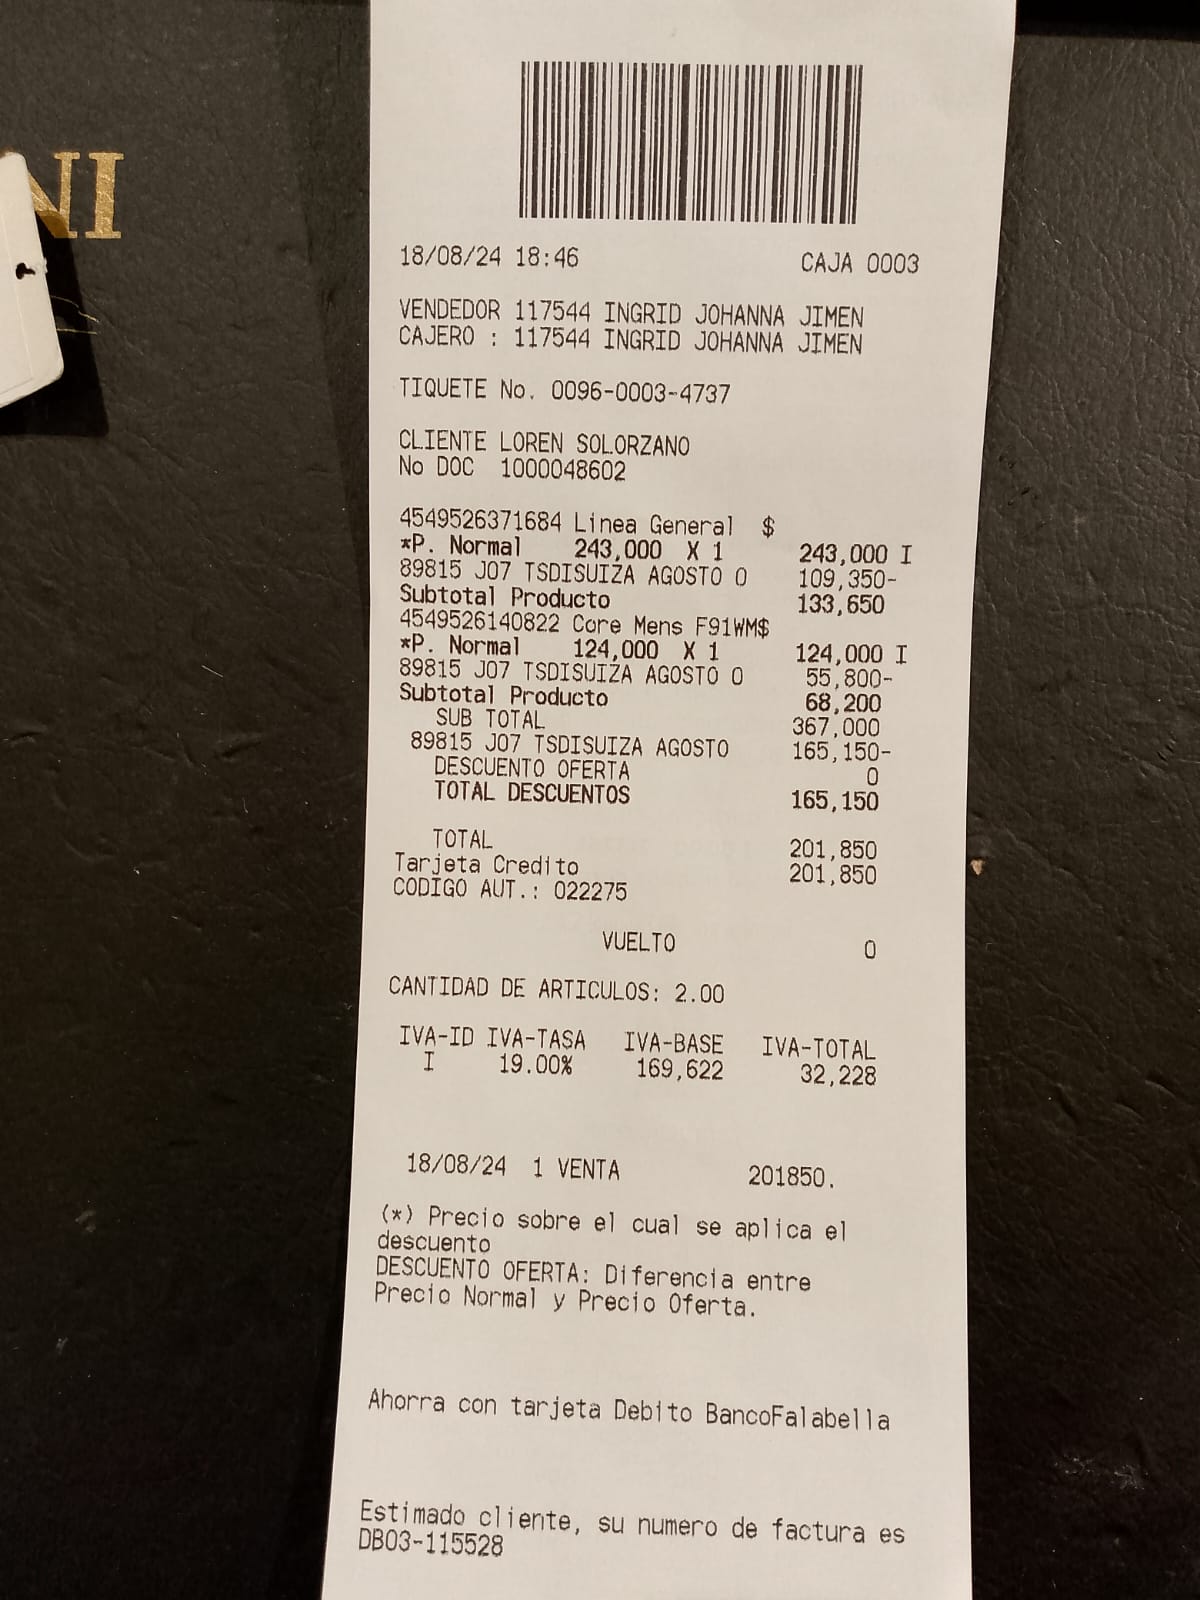 NI
18/08/24 18:46 CAJA 0003
VENDEDOR 117544 INGRID JOHANNA JIMEN
CAJERO : 117544 INGRID JOHANNA JIMEN
TIQUETE No. 0096-0003-4737
CLIENTE LOREN SOLORZANO
No DOC 1000048602
4549526371684 Linea General $
*P. Normal 243,000 X 1 243,000 I
89815 J07 TSDISUIZA AGOSTO 0 109,350-
Subtotal Producto 133,650
4549526140822 Core Mens F91WM$
*P. Normal 124,000 X 1 124,000 I
89815 J07 TSDISUIZA AGOSTO 0 55,800-
Subtotal Producto 68,200
SUB TOTAL 367,000
89815 J07 TSDISUIZA AGOSTO 165,150-
DESCUENTO OFERTA 0
TOTAL DESCUENTOS 165,150
TOTAL 201,850
Tarjeta Credito 201,850
CODIGO AUT.: 022275
VUELTO 0
CANTIDAD DE ARTICULOS: 2.00
IVA-ID IVA-TASA IVA-BASE IVA-TOTAL
I 19.00% 169,622 32,228
18/08/24 1 VENTA 201850.
(*) Precio sobre el cual se aplica el
descuento
DESCUENTO OFERTA: Diferencia entre
Precio Normal y Precio Oferta.
Ahorra con tarjeta Debito BancoFalabella
Estimado cliente, su numero de factura es
DB03-115528